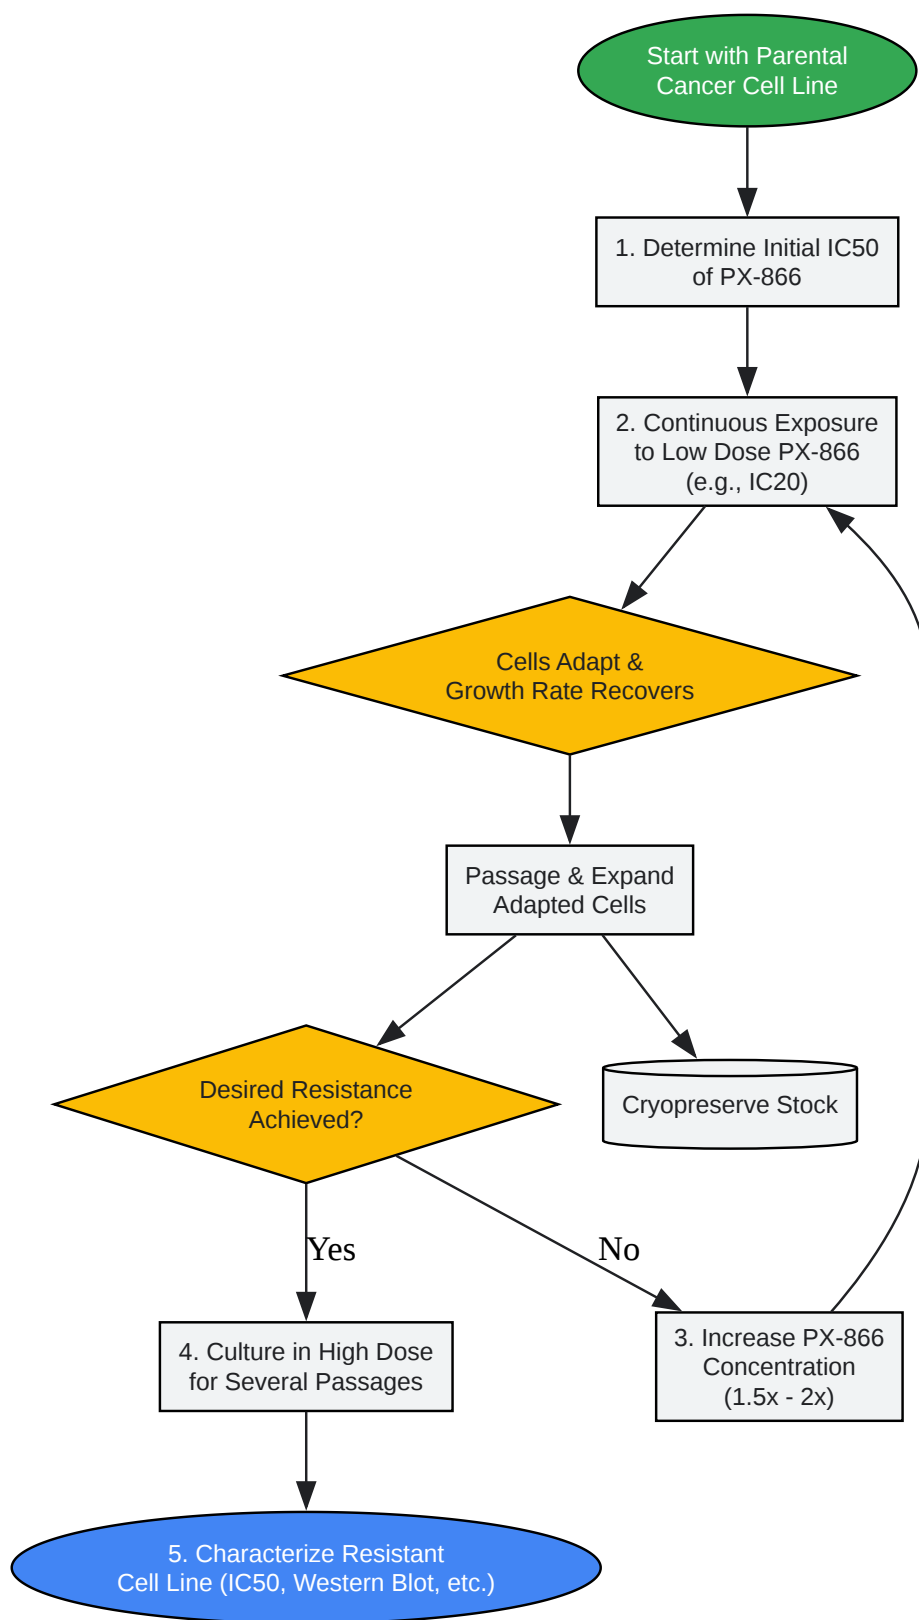 Start with Parental
Cancer Cell Line
1. Determine Initial IC50
of PX-866
2. Continuous Exposure
to Low Dose PX-866
(e.g., IC20)
Cells Adapt &
Growth Rate Recovers
Passage & Expand
Adapted Cells
Desired Resistance
Achieved?
Cryopreserve Stock
Yes
No
4. Culture in High Dose
for Several Passages
3. Increase PX-866
Concentration
(1.5x - 2x)
5. Characterize Resistant
Cell Line (IC50, Western Blot, etc.)